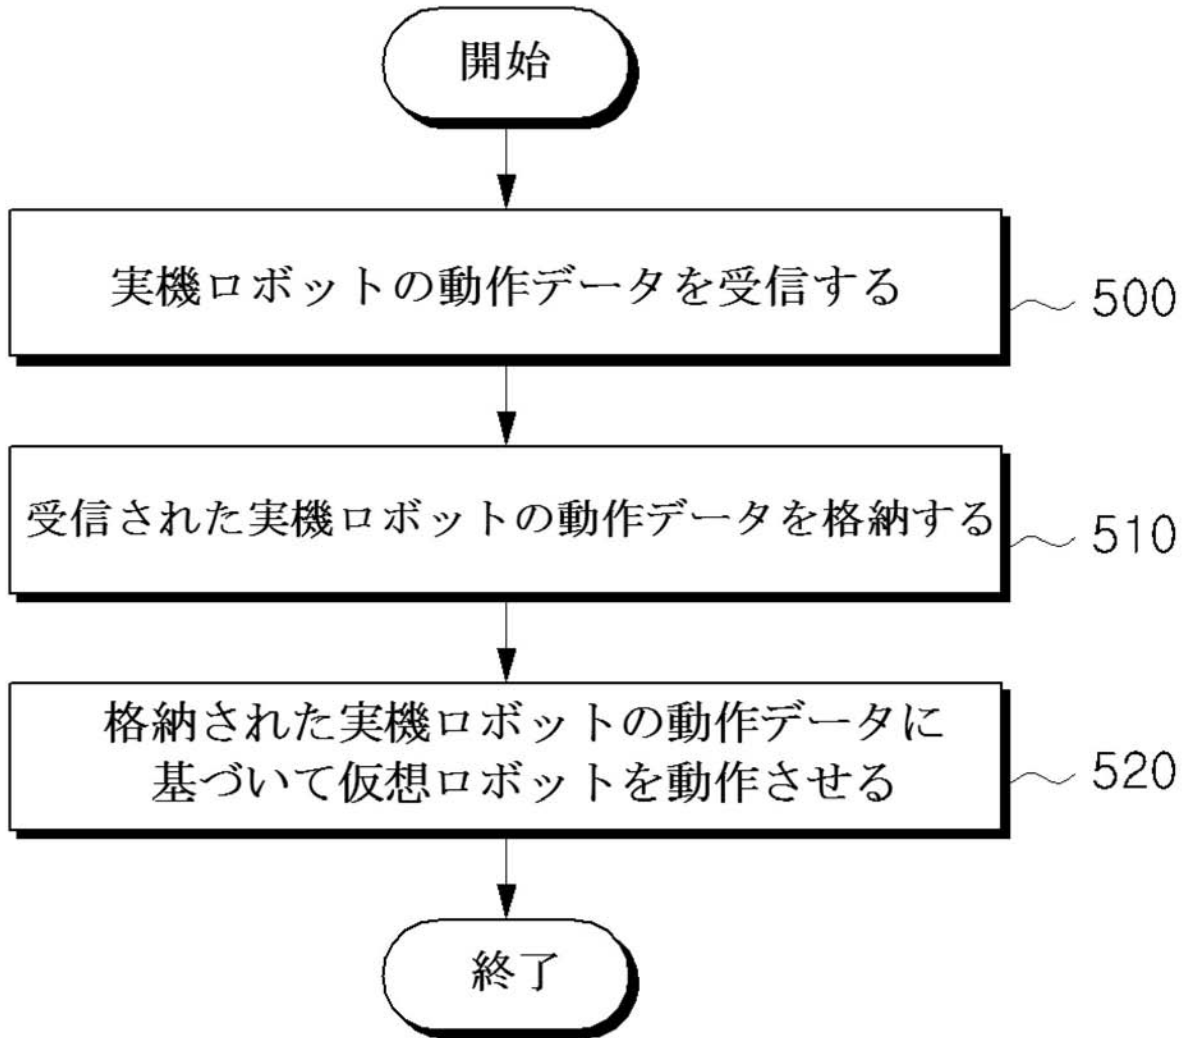 開始
実機ロボットの動作データを受信する
500
受信された実機ロボットの動作データを格納する
510
格納された実機ロボットの動作データに
基づいて仮想ロボットを動作させる
520
終了